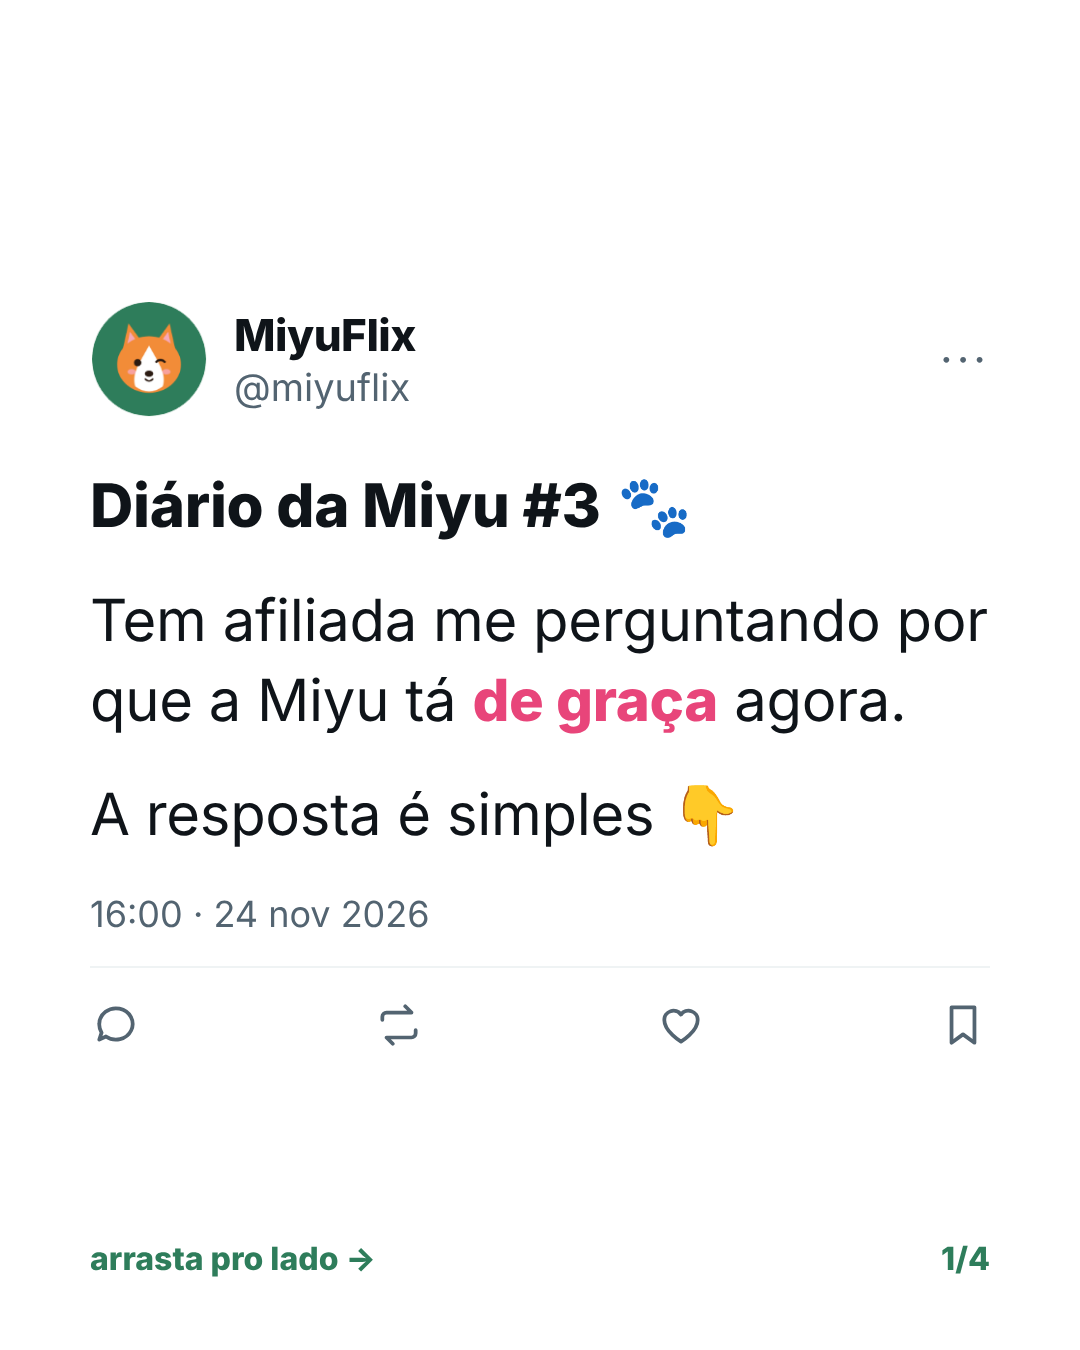 MiyuFlix
@miyuflix
Diário da Miyu #3 🐾
Tem afiliada me perguntando por
que a Miyu tá de graça agora.
A resposta é simples 👇
16:00 · 24 nov 2026
arrasta pro lado →
1/4